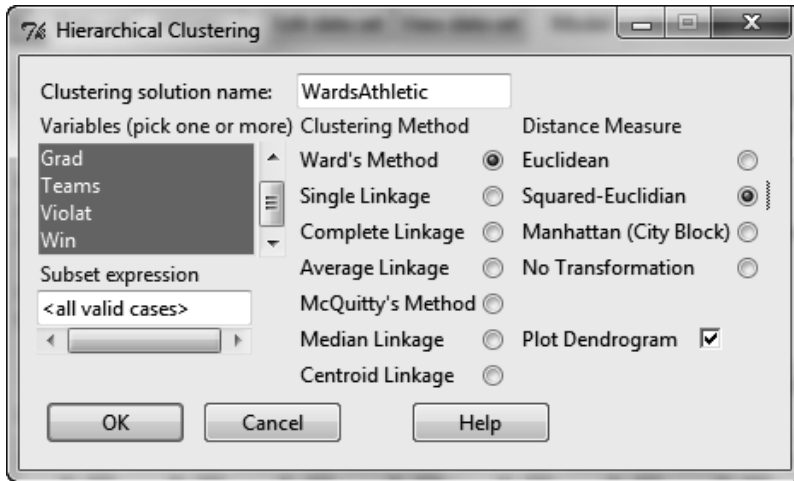 Hierarchical Clustering
Clustering solution name: WardsAthletic
Variables (pick one or more) Clustering Method Distance Measure
Grad Ward's Method Euclidean
Teams
Violat Single Linkage Squared-Euclidian
Win Complete Linkage Manhattan (City Block)
Subset expression Average Linkage No Transformation
<all valid cases> McQuitty's Method
Median Linkage Plot Dendrogram
Centroid Linkage
OK Cancel Help